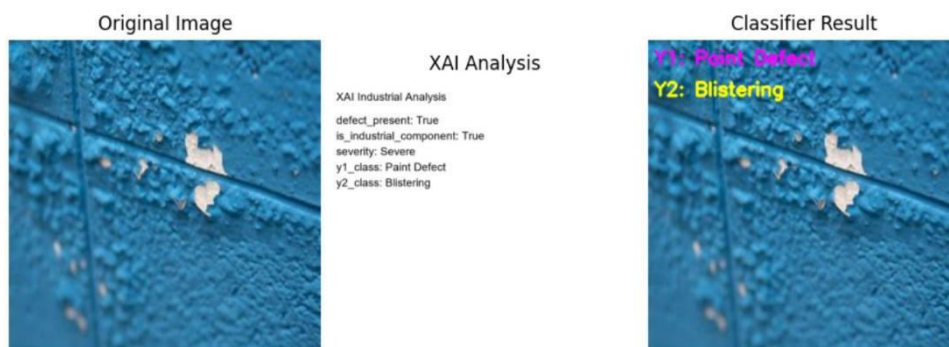 Original Image
XAI Analysis
XAI Industrial Analysis
defect_present: True
is_industrial_component: True
severity: Severe
y1_class: Paint Defect
y2_class: Blistering
Classifier Result
Y1: Paint Defect
Y2: Blistering